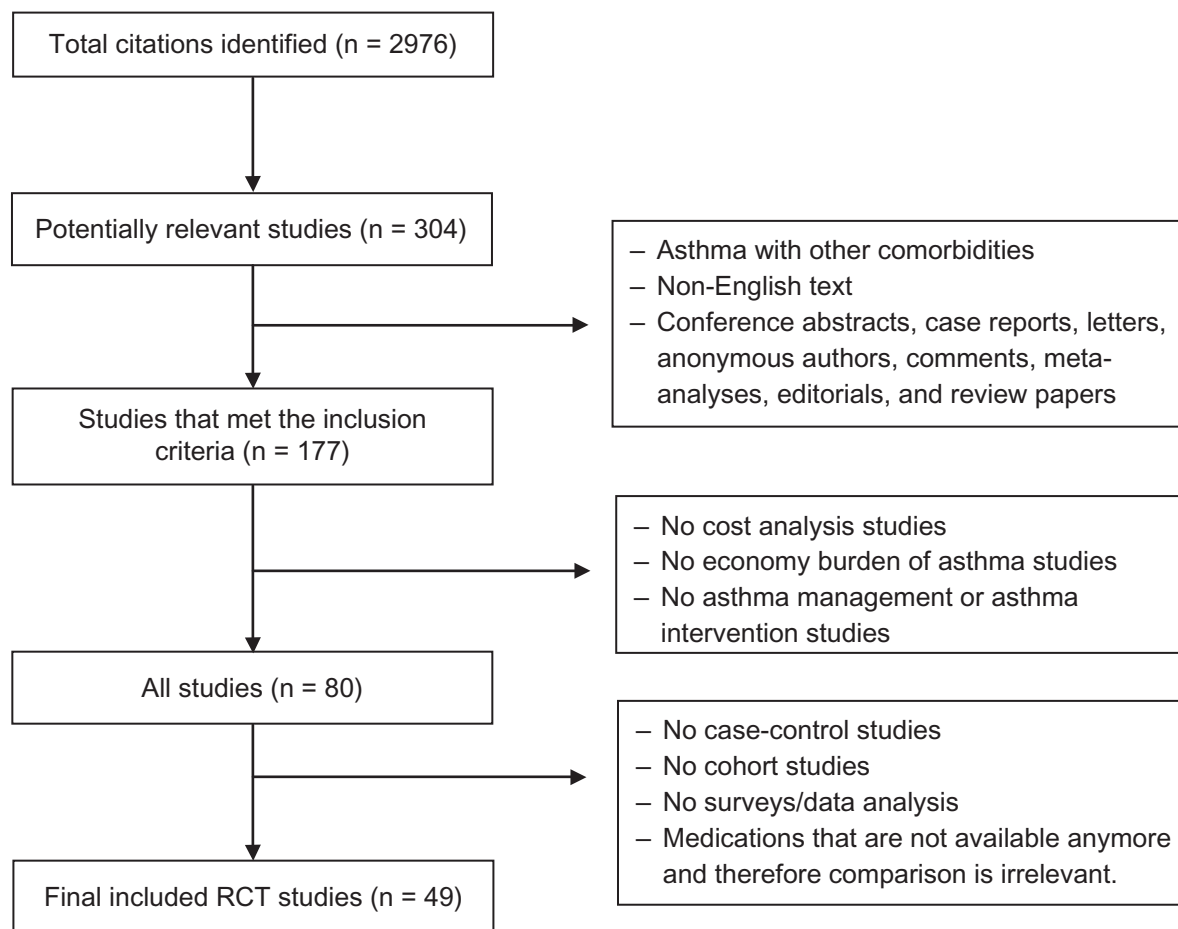 Total citations identified (n = 2976)
Potentially relevant studies (n = 304)
– Asthma with other comorbidities
– Non-English text
– Conference abstracts, case reports, letters,
anonymous authors, comments, meta-
analyses, editorials, and review papers
Studies that met the inclusion
criteria (n = 177)
– No cost analysis studies
– No economy burden of asthma studies
– No asthma management or asthma
intervention studies
All studies (n = 80)
– No case-control studies
– No cohort studies
– No surveys/data analysis
– Medications that are not available anymore
and therefore comparison is irrelevant.
Final included RCT studies (n = 49)